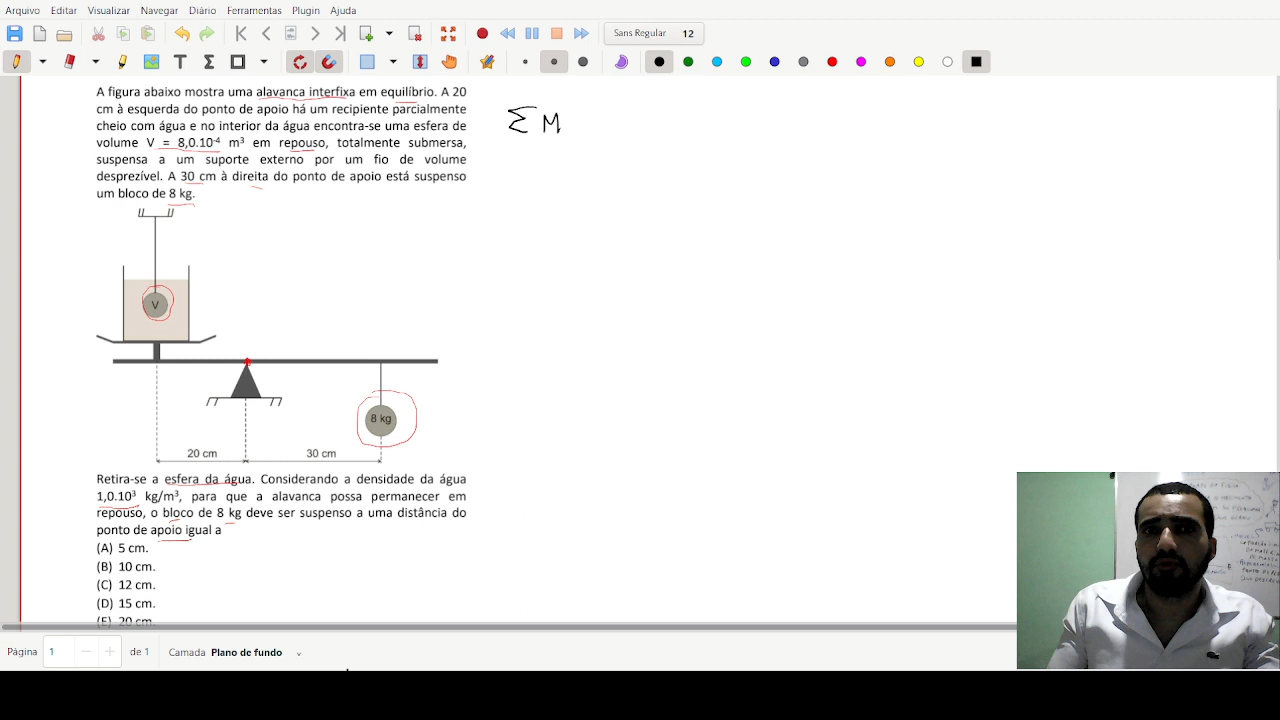 Arquivo Editar Visualizar Navegar Diário Ferramentas Plugin Ajuda
Sans Regular 12
A figura abaixo mostra uma alavanca interfixa em equilíbrio. A 20
cm à esquerda do ponto de apoio há um recipiente parcialmente
cheio com água e no interior da água encontra-se uma esfera de
volume V = 8,0.10⁻⁴ m³ em repouso, totalmente submersa,
suspensa a um suporte externo por um fio de volume
desprezível. A 30 cm à direita do ponto de apoio está suspenso
um bloco de 8 kg.
Σ M
V
8 kg
20 cm 30 cm
Retira-se a esfera da água. Considerando a densidade da água
1,0.10³ kg/m³, para que a alavanca possa permanecer em
repouso, o bloco de 8 kg deve ser suspenso a uma distância do
ponto de apoio igual a
(A) 5 cm.
(B) 10 cm.
(C) 12 cm.
(D) 15 cm.
(E) 20 cm.
Página 1 de 1 Camada Plano de fundo